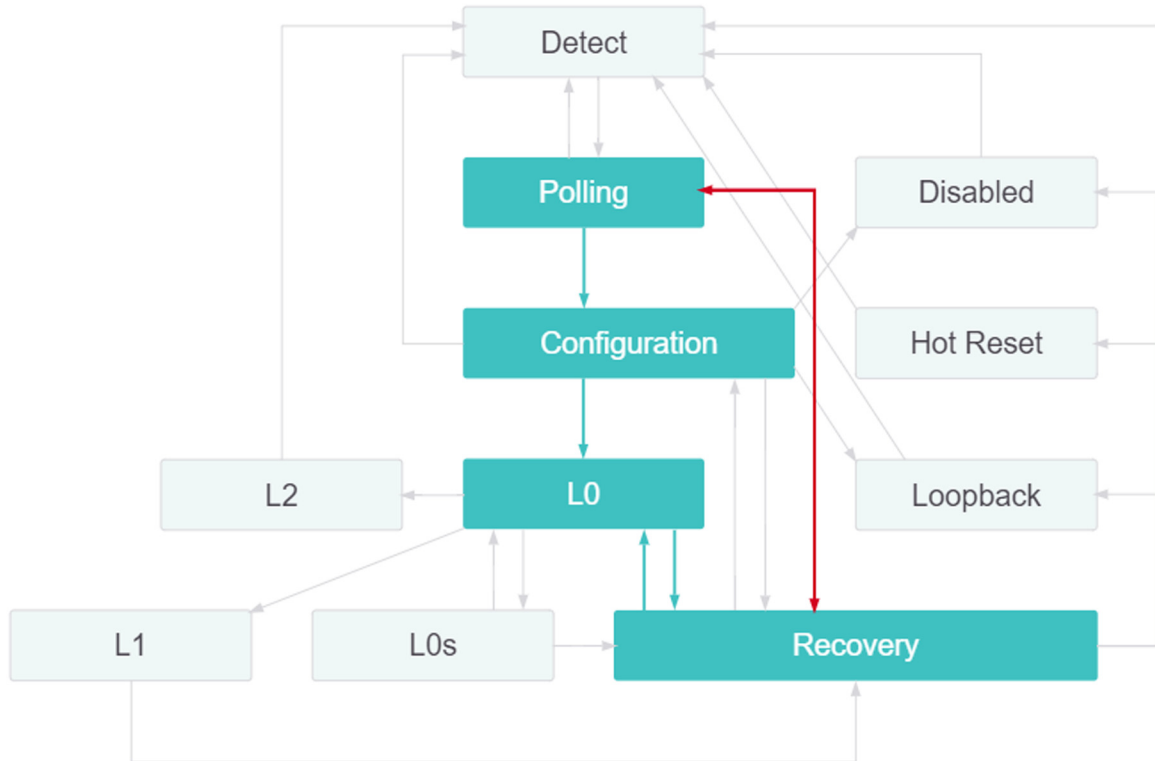 Detect
Polling
Disabled
Configuration
Hot Reset
L2
L0
Loopback
L1
L0s
Recovery